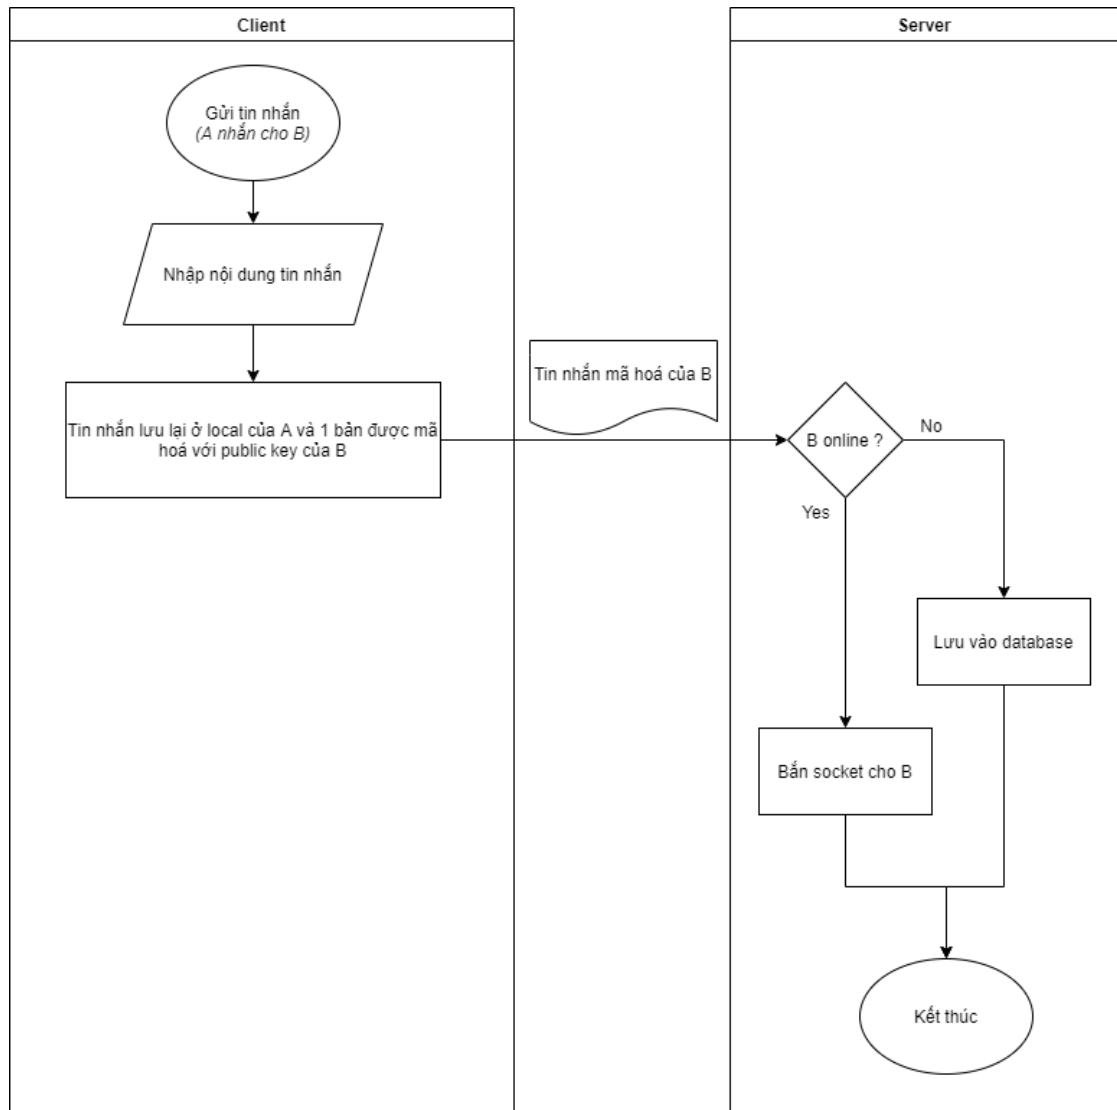 Client
Server
Gửi tin nhắn
(A nhắn cho B)
Nhập nội dung tin nhắn
Tin nhắn lưu lại ở local của A và 1 bản được mã
hoá với public key của B
Tin nhắn mã hoá của B
B online ?
No
Yes
Lưu vào database
Bắn socket cho B
Kết thúc